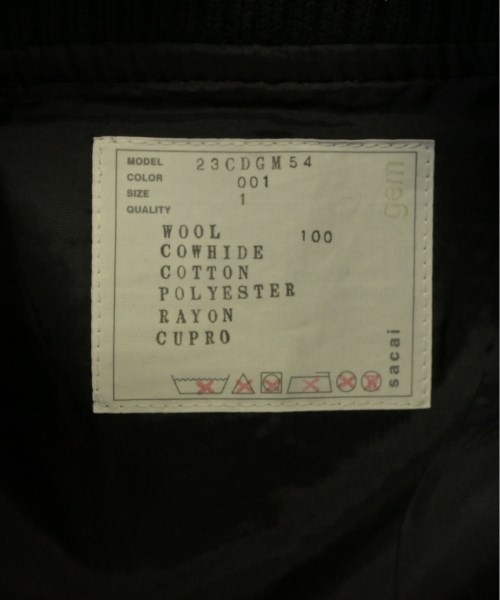 MODEL 23CDGM54
COLOR 001
SIZE 1
QUALITY
WOOL 100
COWHIDE
COTTON
POLYESTER
RAYON
CUPRO
gem
sacai